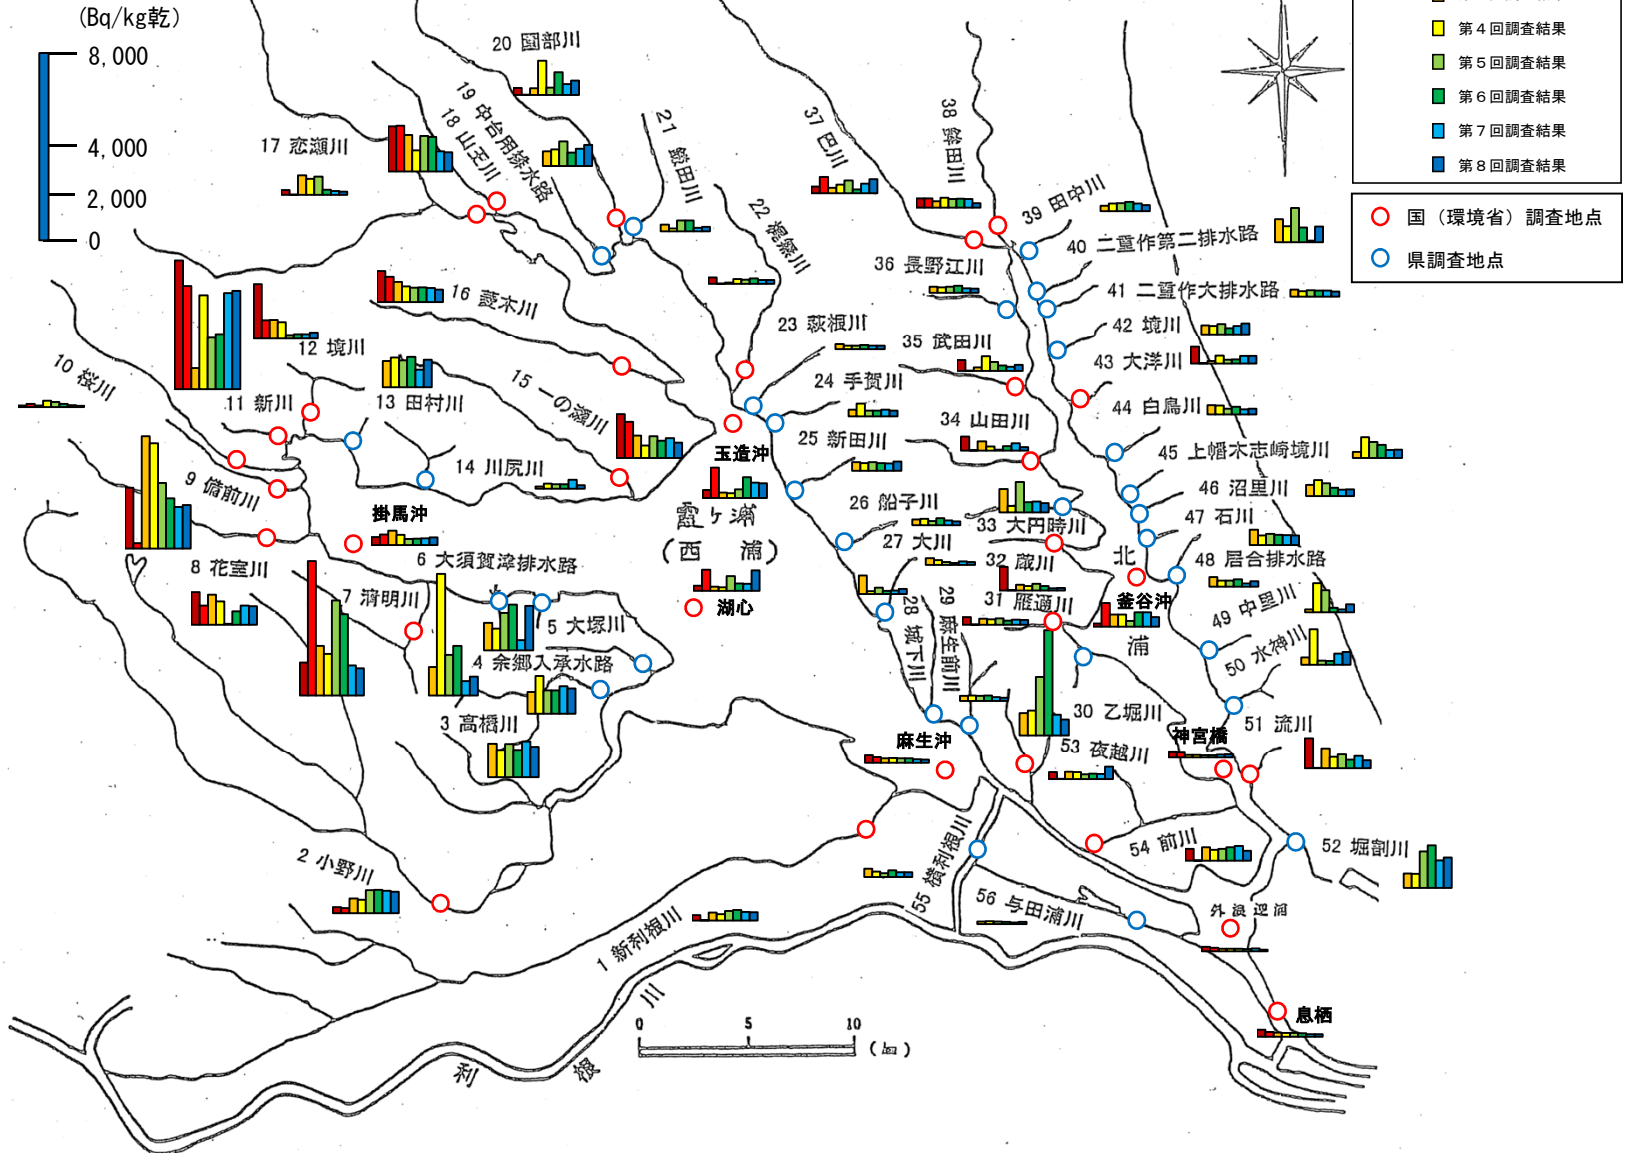 (Bq/kg乾)
8,000
4,000
2,000
0
第４回調査結果
第５回調査結果
第６回調査結果
第７回調査結果
第８回調査結果
国（環境省）調査地点
県調査地点
20 園部川
19 中台用排水路
18 山王川
17 恋瀬川
21 鎌田川
22 梶無川
37 巴川
38 鉾田川
39 田中川
40 二重作第二排水路
36 長野江川
41 二重作大排水路
16 菱木川
42 境川
23 荻根川
35 武田川
43 大洋川
12 境川
10 桜川
24 手賀川
11 新川
13 田村川
15 一の瀬川
44 白鳥川
34 山田川
25 新田川
45 上幡木志崎境川
玉造沖
14 川尻川
9 備前川
46 沼里川
26 船子川
掛馬沖
霞ヶ浦
(西 浦)
33 大円時川
47 石川
27 大川
6 大須賀津排水路
32 蔵川
北
48 居合排水路
8 花室川
7 清明川
湖心
28 城下川
29 麻生前川
31 雁通川
釜谷沖
浦
49 中里川
5 大塚川
50 水神川
4 余郷入承水路
3 高橋川
30 乙堀川
51 流川
神宮橋
麻生沖
53 夜越川
54 前川
52 堀割川
2 小野川
55 横利根川
56 与田浦川
外浪逆浦
1 新利根川
息栖
0 5 10
利 根 川